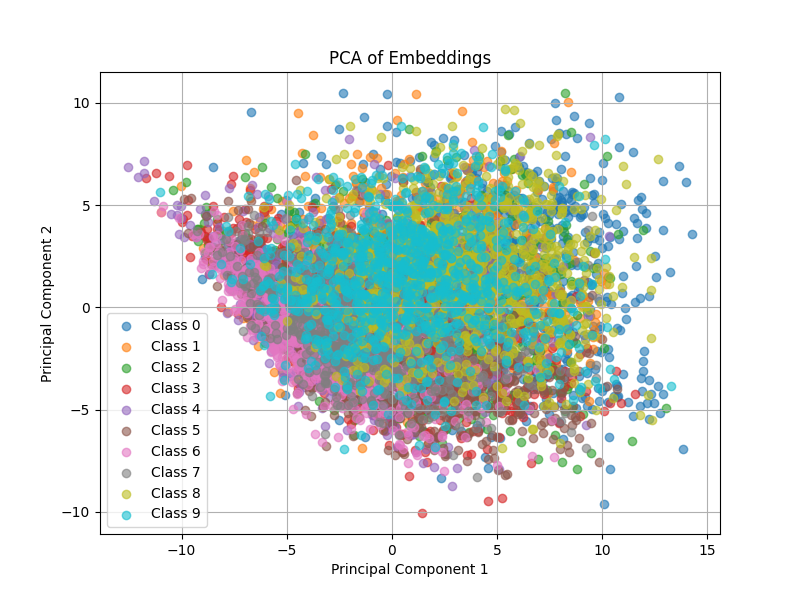 PCA of Embeddings
Principal Component 2
10
5
0
−5
−10
Class 0
Class 1
Class 2
Class 3
Class 4
Class 5
Class 6
Class 7
Class 8
Class 9
−10 −5 0 5 10 15
Principal Component 1